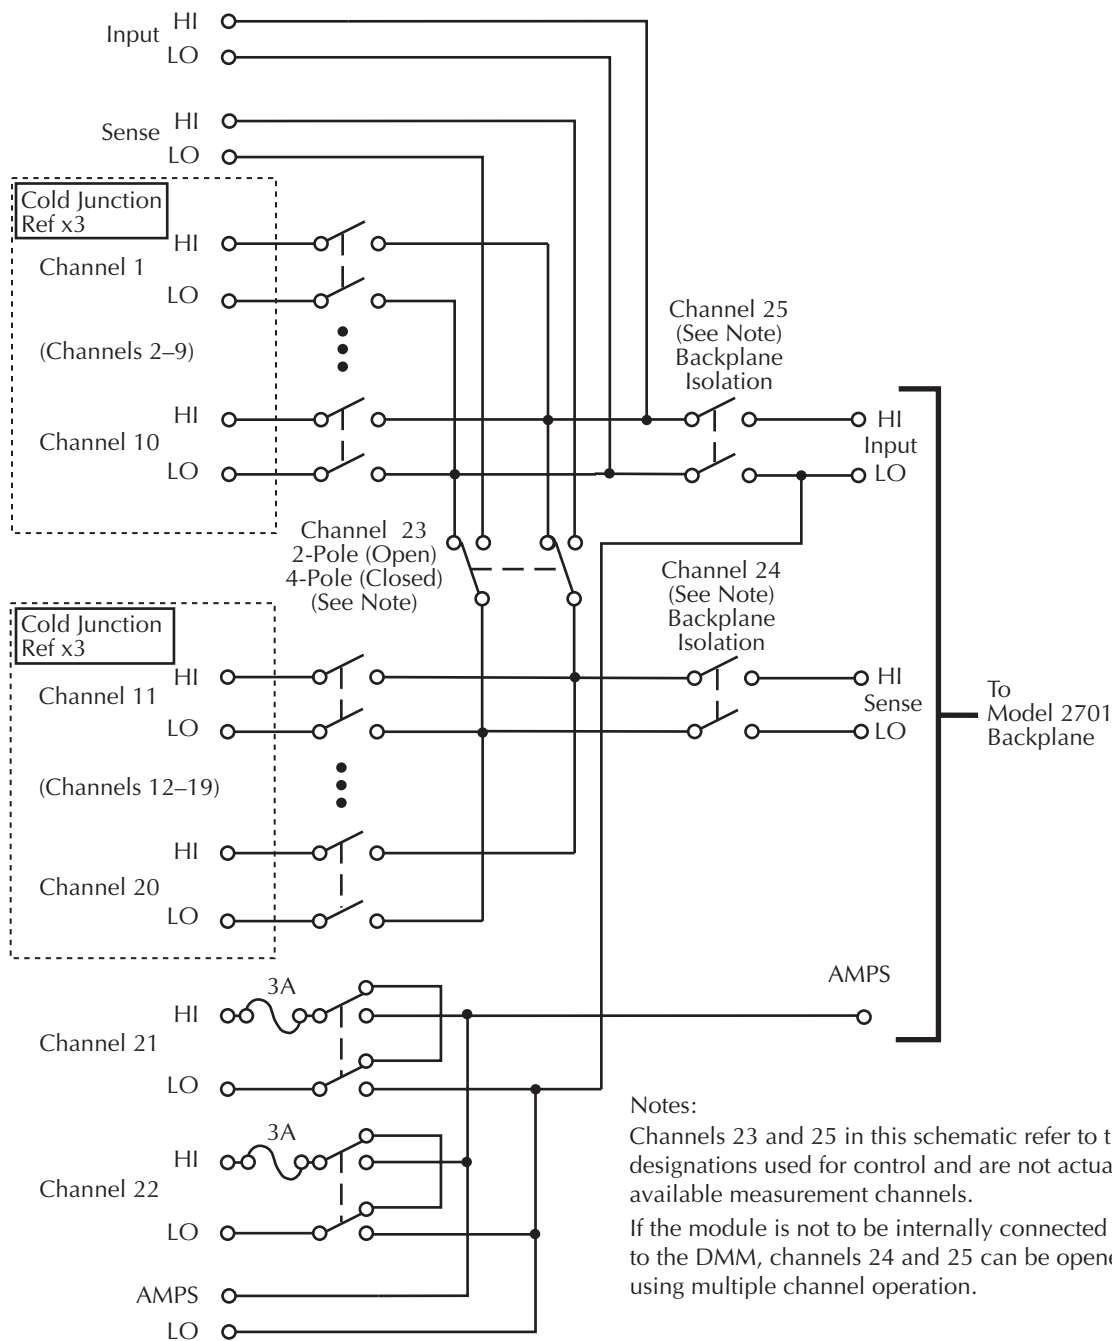 Input HI
LO
Sense HI
LO
Cold Junction
Ref x3
HI
Channel 1
LO
(Channels 2–9)
HI
Channel 10
LO
Channel 25
(See Note)
Backplane
Isolation
HI
Input
LO
Channel 23
2-Pole (Open)
4-Pole (Closed)
(See Note)
Channel 24
(See Note)
Backplane
Isolation
Cold Junction
Ref x3
HI
Channel 11
LO
(Channels 12–19)
HI
Channel 20
LO
HI
Sense
LO
To
Model 2701
Backplane
AMPS
3A
HI
Channel 21
LO
3A
HI
Channel 22
LO
AMPS
LO
Notes:
Channels 23 and 25 in this schematic refer to
designations used for control and are not
available measurement channels.
If the module is not to be internally connected
to the DMM, channels 24 and 25 can be
using multiple channel operation.